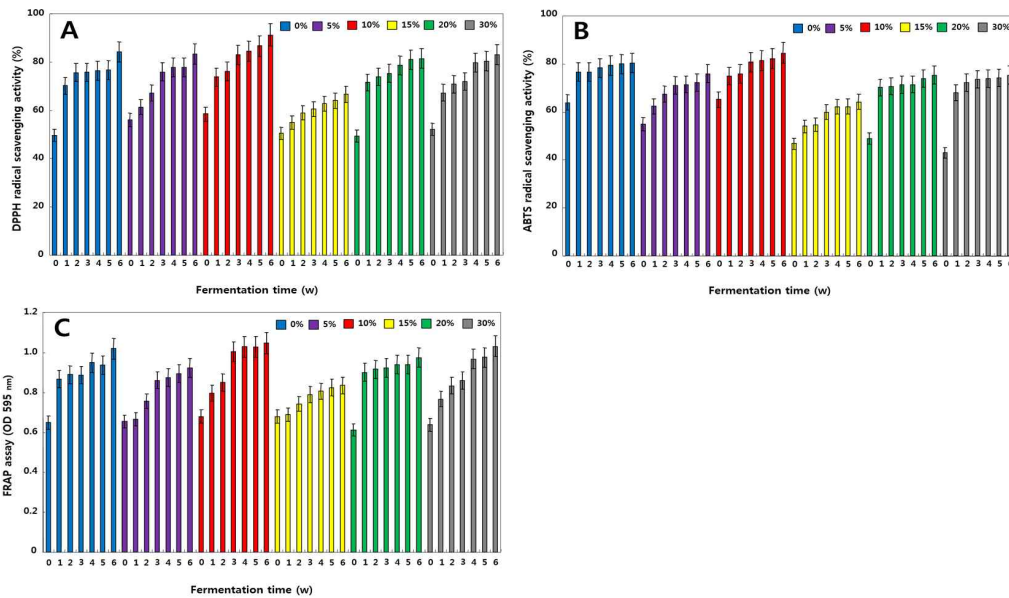 A
0% 5% 10% 15% 20% 30%
DPPH radical scavenging activity (%)
100
80
60
40
20
0
0 1 2 3 4 5 6 0 1 2 3 4 5 6 0 1 2 3 4 5 6 0 1 2 3 4 5 6 0 1 2 3 4 5 6 0 1 2 3 4 5 6
Fermentation time (w)
B
0% 5% 10% 15% 20% 30%
ABTS radical scavenging activity (%)
100
80
60
40
20
0
0 1 2 3 4 5 6 0 1 2 3 4 5 6 0 1 2 3 4 5 6 0 1 2 3 4 5 6 0 1 2 3 4 5 6 0 1 2 3 4 5
Fermentation time (w)
C
0% 5% 10% 15% 20% 30%
FRAP assay (OD 595 nm)
1.2
1.0
0.8
0.6
0.4
0.2
0
0 1 2 3 4 5 6 0 1 2 3 4 5 6 0 1 2 3 4 5 6 0 1 2 3 4 5 6 0 1 2 3 4 5 6 0 1 2 3 4 5 6
Fermentation time (w)